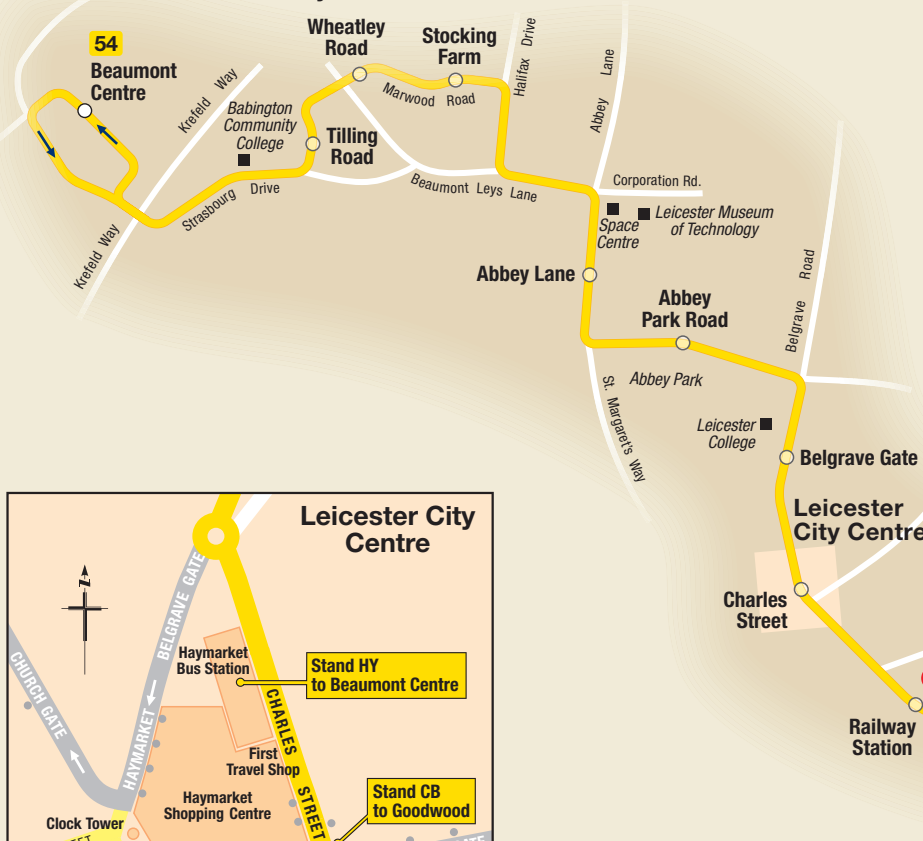 54
Beaumont
Centre
Krefeld Way
Krefeld Way
Babington
Community
College
Strasbourg Drive
Tilling
Road
Wheatley
Road
Stocking
Farm
Marwood Road
Halifax Drive
Beaumont Leys Lane
Abbey Lane
Corporation Rd.
Space
Centre
Leicester Museum
of Technology
Abbey Lane
Abbey
Park Road
Belgrave Road
Abbey Park
St. Margaret's Way
Leicester
College
Belgrave Gate
Leicester
City Centre
Charles
Street
Railway
Station
Leicester City
Centre
N
BELGRAVE GATE
CHURCH GATE
HAYMARKET
Haymarket
Bus Station
Stand HY
to Beaumont Centre
CHARLES STREET
First
Travel Shop
Haymarket
Shopping Centre
Stand CB
to Goodwood
Clock Tower